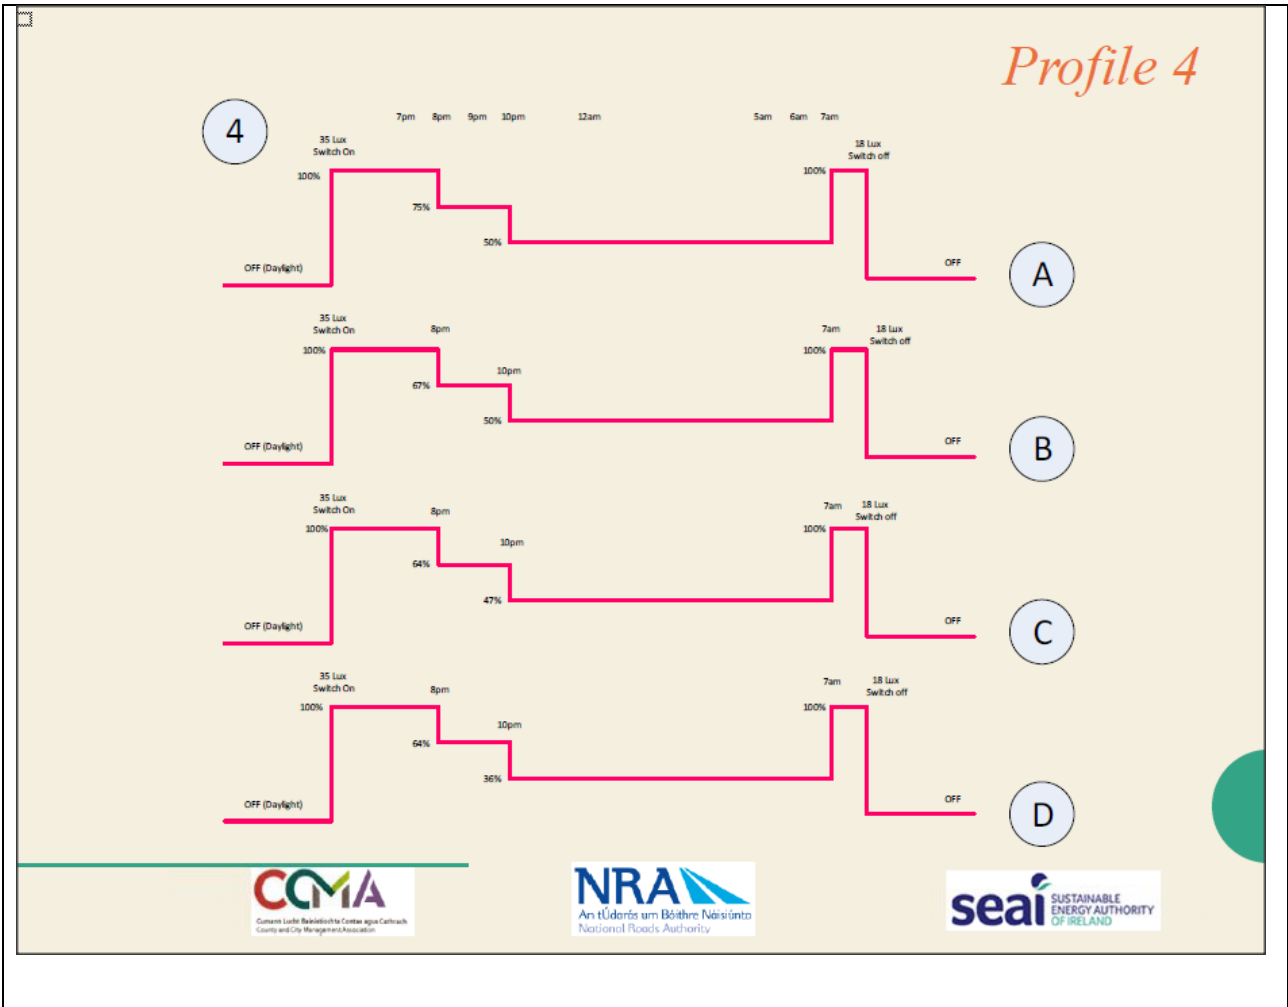 Profile 4
4
7pm 8pm 9pm 10pm 12am 5am 6am 7am
35 Lux
Switch On
18 Lux
Switch off
100%
100%
75%
50%
OFF (Daylight)
OFF
A
35 Lux
Switch On
8pm
7am
18 Lux
Switch off
100%
100%
10pm
67%
50%
OFF (Daylight)
OFF
B
35 Lux
Switch On
8pm
7am
18 Lux
Switch off
100%
100%
10pm
64%
47%
OFF (Daylight)
OFF
C
35 Lux
Switch On
8pm
7am
18 Lux
Switch off
100%
100%
10pm
64%
36%
OFF (Daylight)
OFF
D
CCMA
Cumann Lucht Bainistíochta Contae agus Cathrach
County and City Management Association
NRA
An tÚdarás um Bóithre Náisiúnta
National Roads Authority
seai
SUSTAINABLE
ENERGY AUTHORITY
OF IRELAND